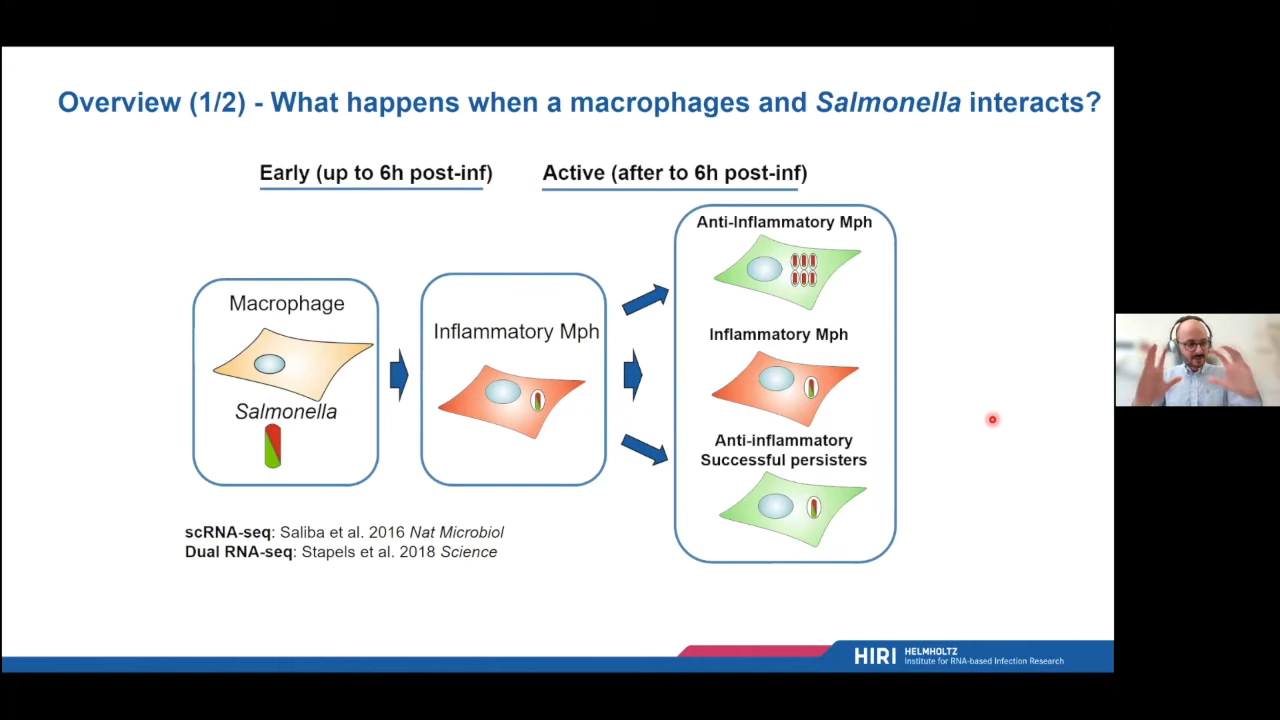 Overview (1/2) - What happens when a macrophages and Salmonella interacts?
Early (up to 6h post-inf)
Active (after to 6h post-inf)
Macrophage
Salmonella
Inflammatory Mph
Anti-Inflammatory Mph
Inflammatory Mph
Anti-inflammatory
Successful persisters
scRNA-seq: Saliba et al. 2016 Nat Microbiol
Dual RNA-seq: Stapels et al. 2018 Science
HIRI
HELMHOLTZ
Institute for RNA-based Infection Research